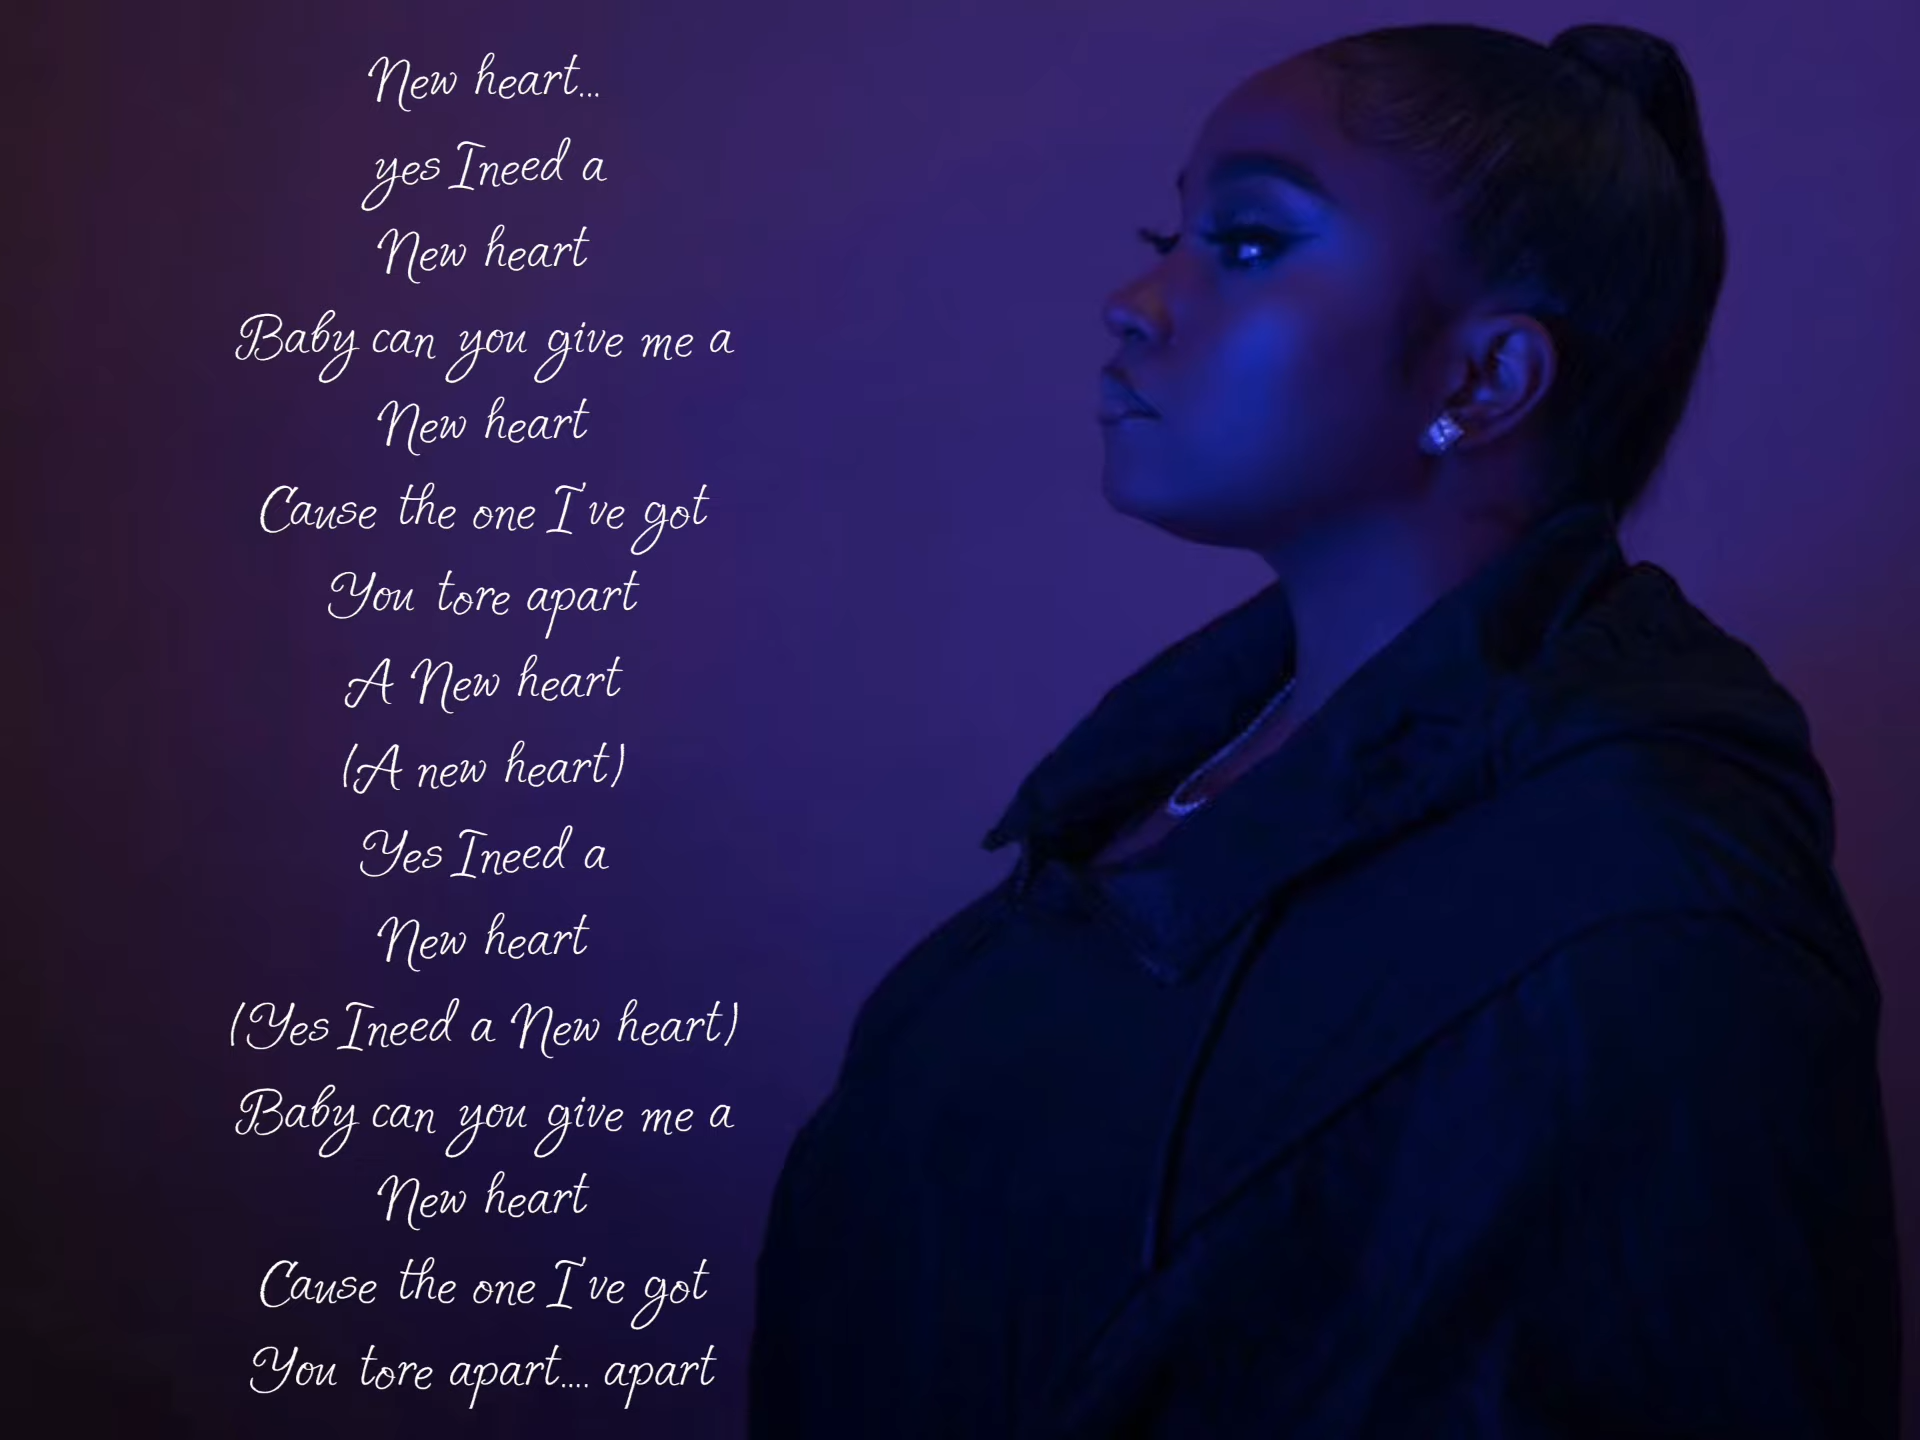 New heart...
yes Ineed a
New heart
Baby can you give me a
New heart
Cause the one I've got
You tore apart
A New heart
(A new heart)
Yes Ineed a
New heart
(Yes Ineed a New heart)
Baby can you give me a
New heart
Cause the one I've got
You tore apart.... apart